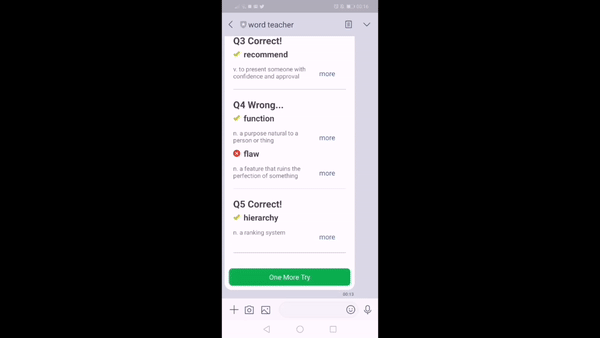 word teacher
Q3 Correct!
recommend
v. to present someone with
confidence and approval
more
Q4 Wrong...
function
n. a purpose natural to a
person or thing
more
flaw
n. a feature that ruins the
perfection of something
more
Q5 Correct!
hierarchy
n. a ranking system
more
One More Try